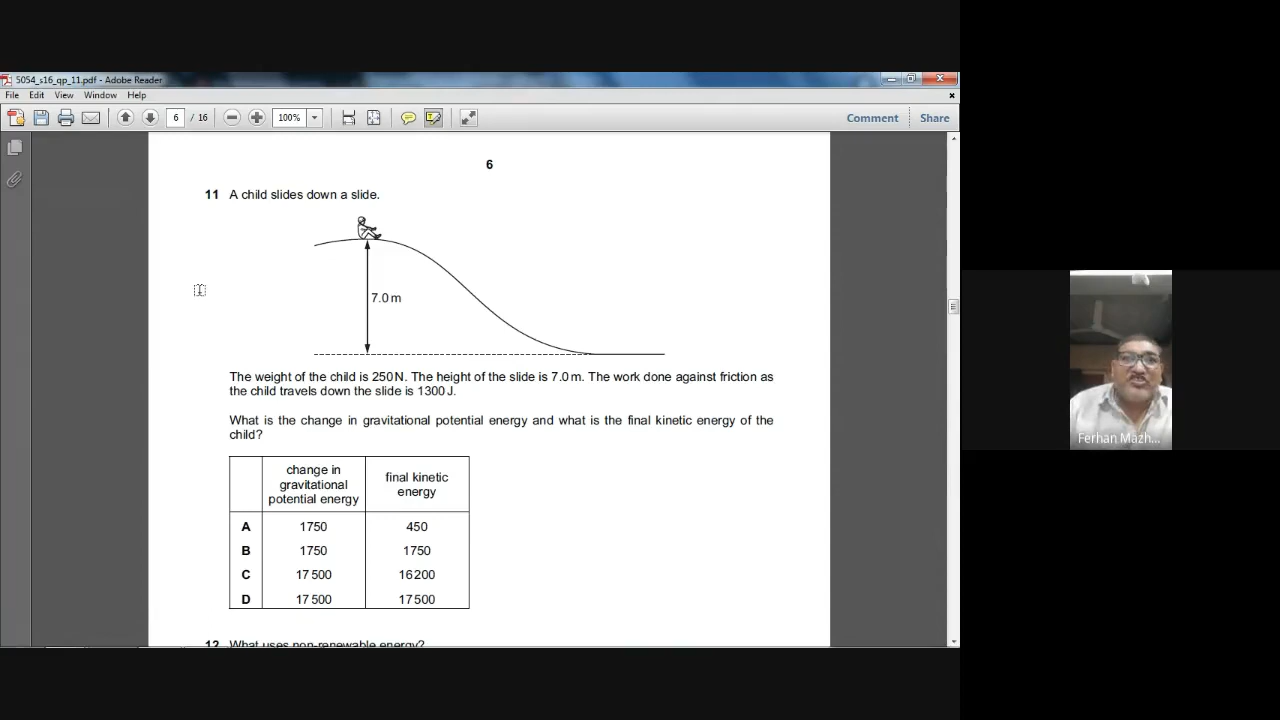 5054_s16_qp_11.pdf - Adobe Reader
File Edit View Window Help
6 / 16 100% Comment Share
6
11 A child slides down a slide.
7.0 m
The weight of the child is 250 N. The height of the slide is 7.0 m. The work done against friction as
the child travels down the slide is 1300 J.
What is the change in gravitational potential energy and what is the final kinetic energy of the
child?
change in
gravitational
potential energy
final kinetic
energy
A 1750 450
B 1750 1750
C 17 500 16 200
D 17 500 17 500
12 What uses non-renewable energy?
Ferhan Mazh...